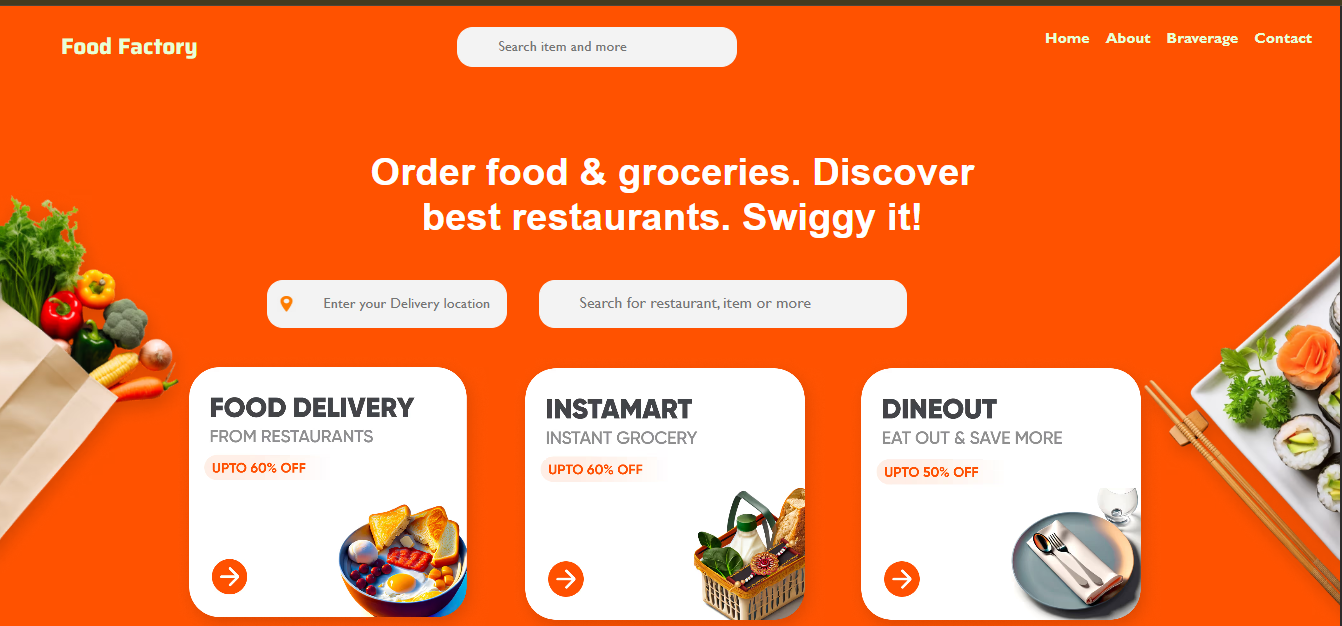 Food Factory
Search item and more
Home About Braverage Contact
Order food & groceries. Discover
best restaurants. Swiggy it!
Enter your Delivery location
Search for restaurant, item or more
FOOD DELIVERY
FROM RESTAURANTS
UPTO 60% OFF
INSTAMART
INSTANT GROCERY
UPTO 60% OFF
DINEOUT
EAT OUT & SAVE MORE
UPTO 50% OFF